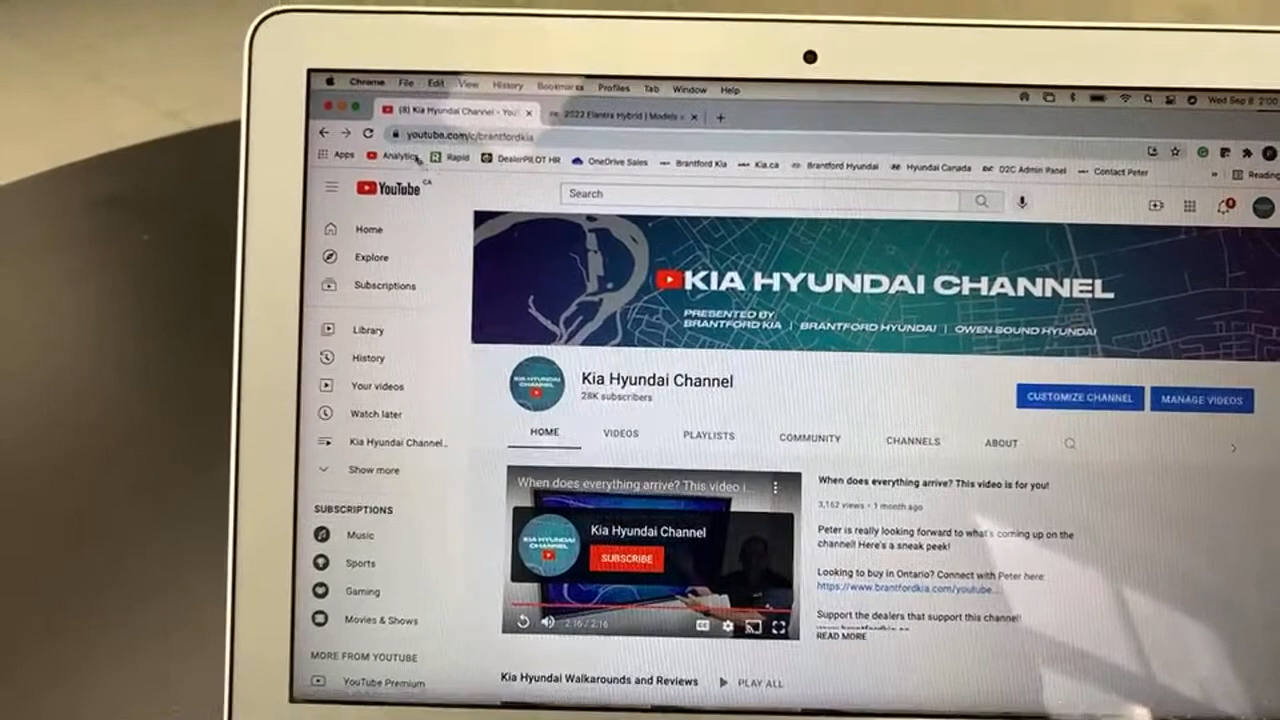 Chrome File Edit View History Bookmarks Profiles Tab Window Help
Wed Sep 8 2:00
(8) Kia Hyundai Channel - You
2022 Elantra Hybrid | Models
youtube.com/c/brantfordkia
Apps Analytics Rapid DealerPILOT HR OneDrive Sales Brantford Kia Kia.ca Brantford Hyundai Hyundai Canada D2C Admin Panel Contact Peter » Reading
YouTube CA
Search
Home
Explore
Subscriptions
Library
History
Your videos
Watch later
Kia Hyundai Channel...
Show more
SUBSCRIPTIONS
Music
Sports
Gaming
Movies & Shows
MORE FROM YOUTUBE
YouTube Premium
KIA HYUNDAI CHANNEL
PRESENTED BY
BRANTFORD KIA | BRANTFORD HYUNDAI | OWEN SOUND HYUNDAI
KIA HYUNDAI
CHANNEL
Kia Hyundai Channel
28K subscribers
CUSTOMIZE CHANNEL
MANAGE VIDEOS
HOME VIDEOS PLAYLISTS COMMUNITY CHANNELS ABOUT
When does everything arrive? This video i...
KIA HYUNDAI
CHANNEL
Kia Hyundai Channel
SUBSCRIBE
2:16 / 2:16
When does everything arrive? This video is for you!
3,162 views • 1 month ago
Peter is really looking forward to what's coming up on the
channel! Here's a sneak peek!
Looking to buy in Ontario? Connect with Peter here:
https://www.brantfordkia.com/youtube...
Support the dealers that support this channel!
READ MORE
Kia Hyundai Walkarounds and Reviews
PLAY ALL